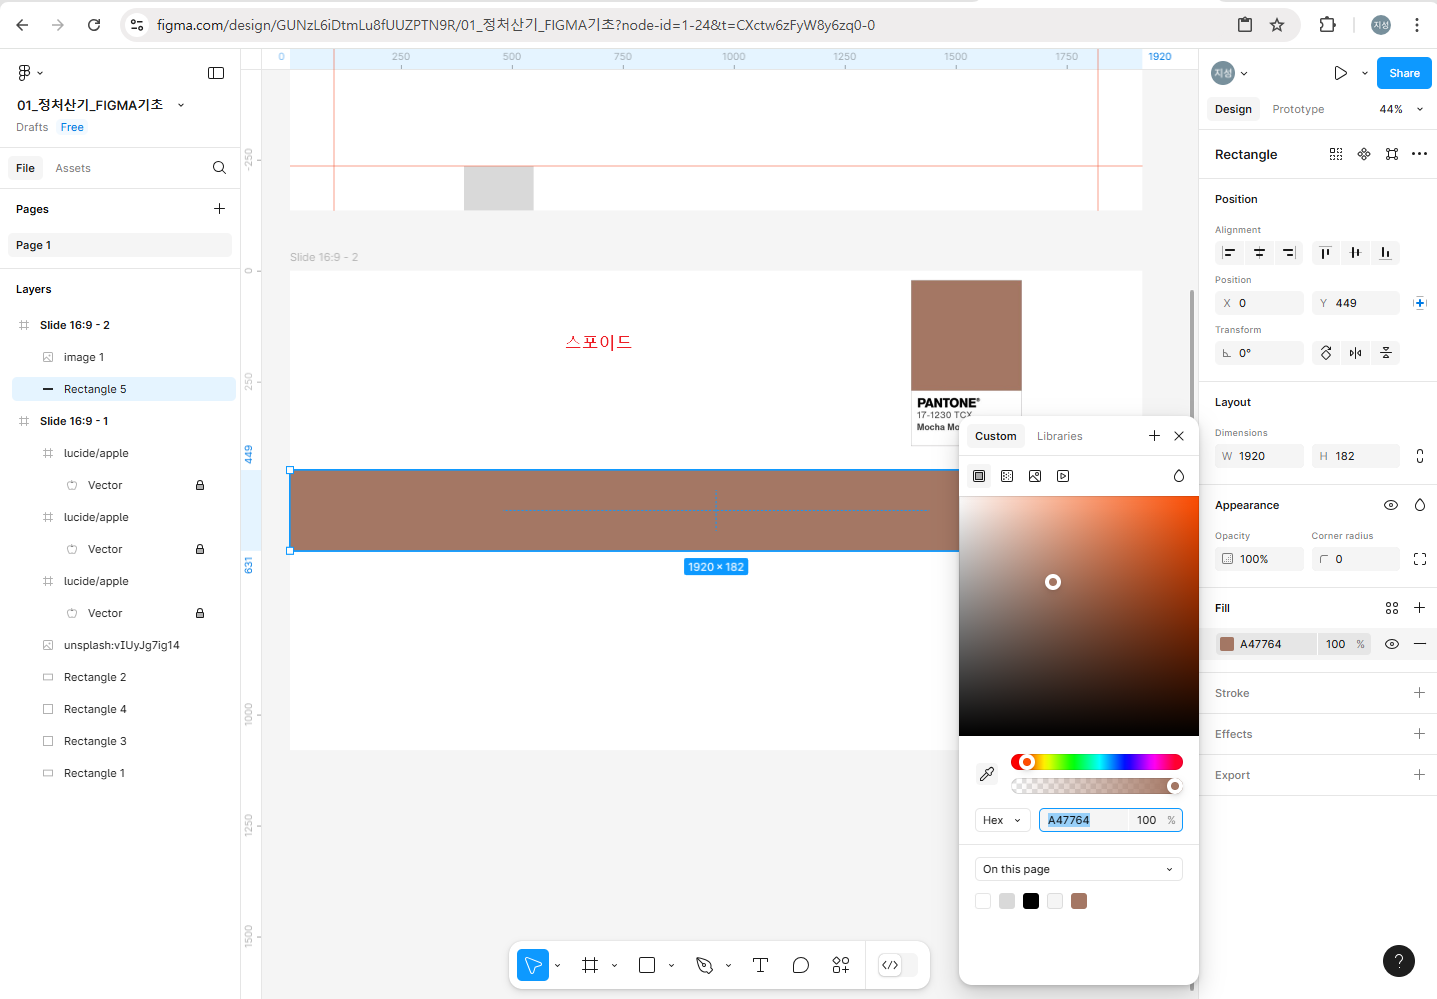 figma.com/design/GUNzL6iDtmLu8fUUZPTN9R/01_정처산기_FIGMA기초?node-id=1-24&t=CXctw6zFyW8y6zq0-0
지성
01_정처산기_FIGMA기초
Drafts Free
File Assets
Pages
Page 1
Layers
Slide 16:9 - 2
image 1
Rectangle 5
Slide 16:9 - 1
lucide/apple
Vector
lucide/apple
Vector
lucide/apple
Vector
unsplash:vIUyJg7ig14
Rectangle 2
Rectangle 4
Rectangle 3
Rectangle 1
0 250 500 750 1000 1250 1500 1750 1920
-250
0
250
449
631
1000
1250
1500
Slide 16:9 - 2
스포이드
PANTONE®
17-1230 TCX
Mocha Mo
1920 × 182
Custom Libraries
Hex A47764 100 %
On this page
지성 Share
Design Prototype 44%
Rectangle
Position
Alignment
Position
X 0 Y 449
Transform
0°
Layout
Dimensions
W 1920 H 182
Appearance
Opacity Corner radius
100% 0
Fill
A47764 100 %
Stroke
Effects
Export
?